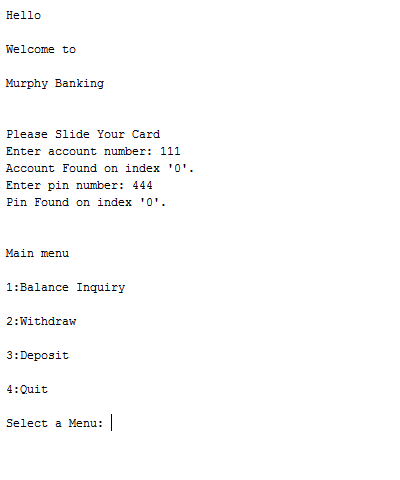 Hello
Welcome to
Murphy Banking
Please Slide Your Card
Enter account number: 111
Account Found on index '0'.
Enter pin number: 444
Pin Found on index '0'.
Main menu
1:Balance Inquiry
2:Withdraw
3:Deposit
4:Quit
Select a Menu: